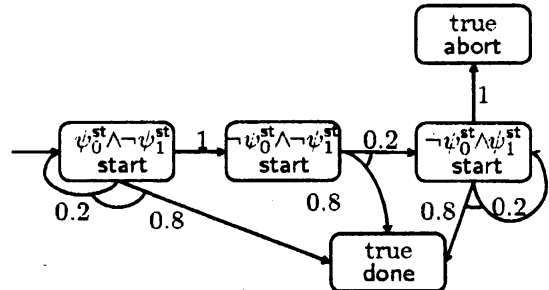 true
abort
1
ψ₀ˢᵗ∧¬ψ₁ˢᵗ
start
1
¬ψ₀ˢᵗ∧¬ψ₁ˢᵗ
start
0.2
¬ψ₀ˢᵗ∧ψ₁ˢᵗ
start
0.2
0.8
0.8
0.8
0.2
true
done